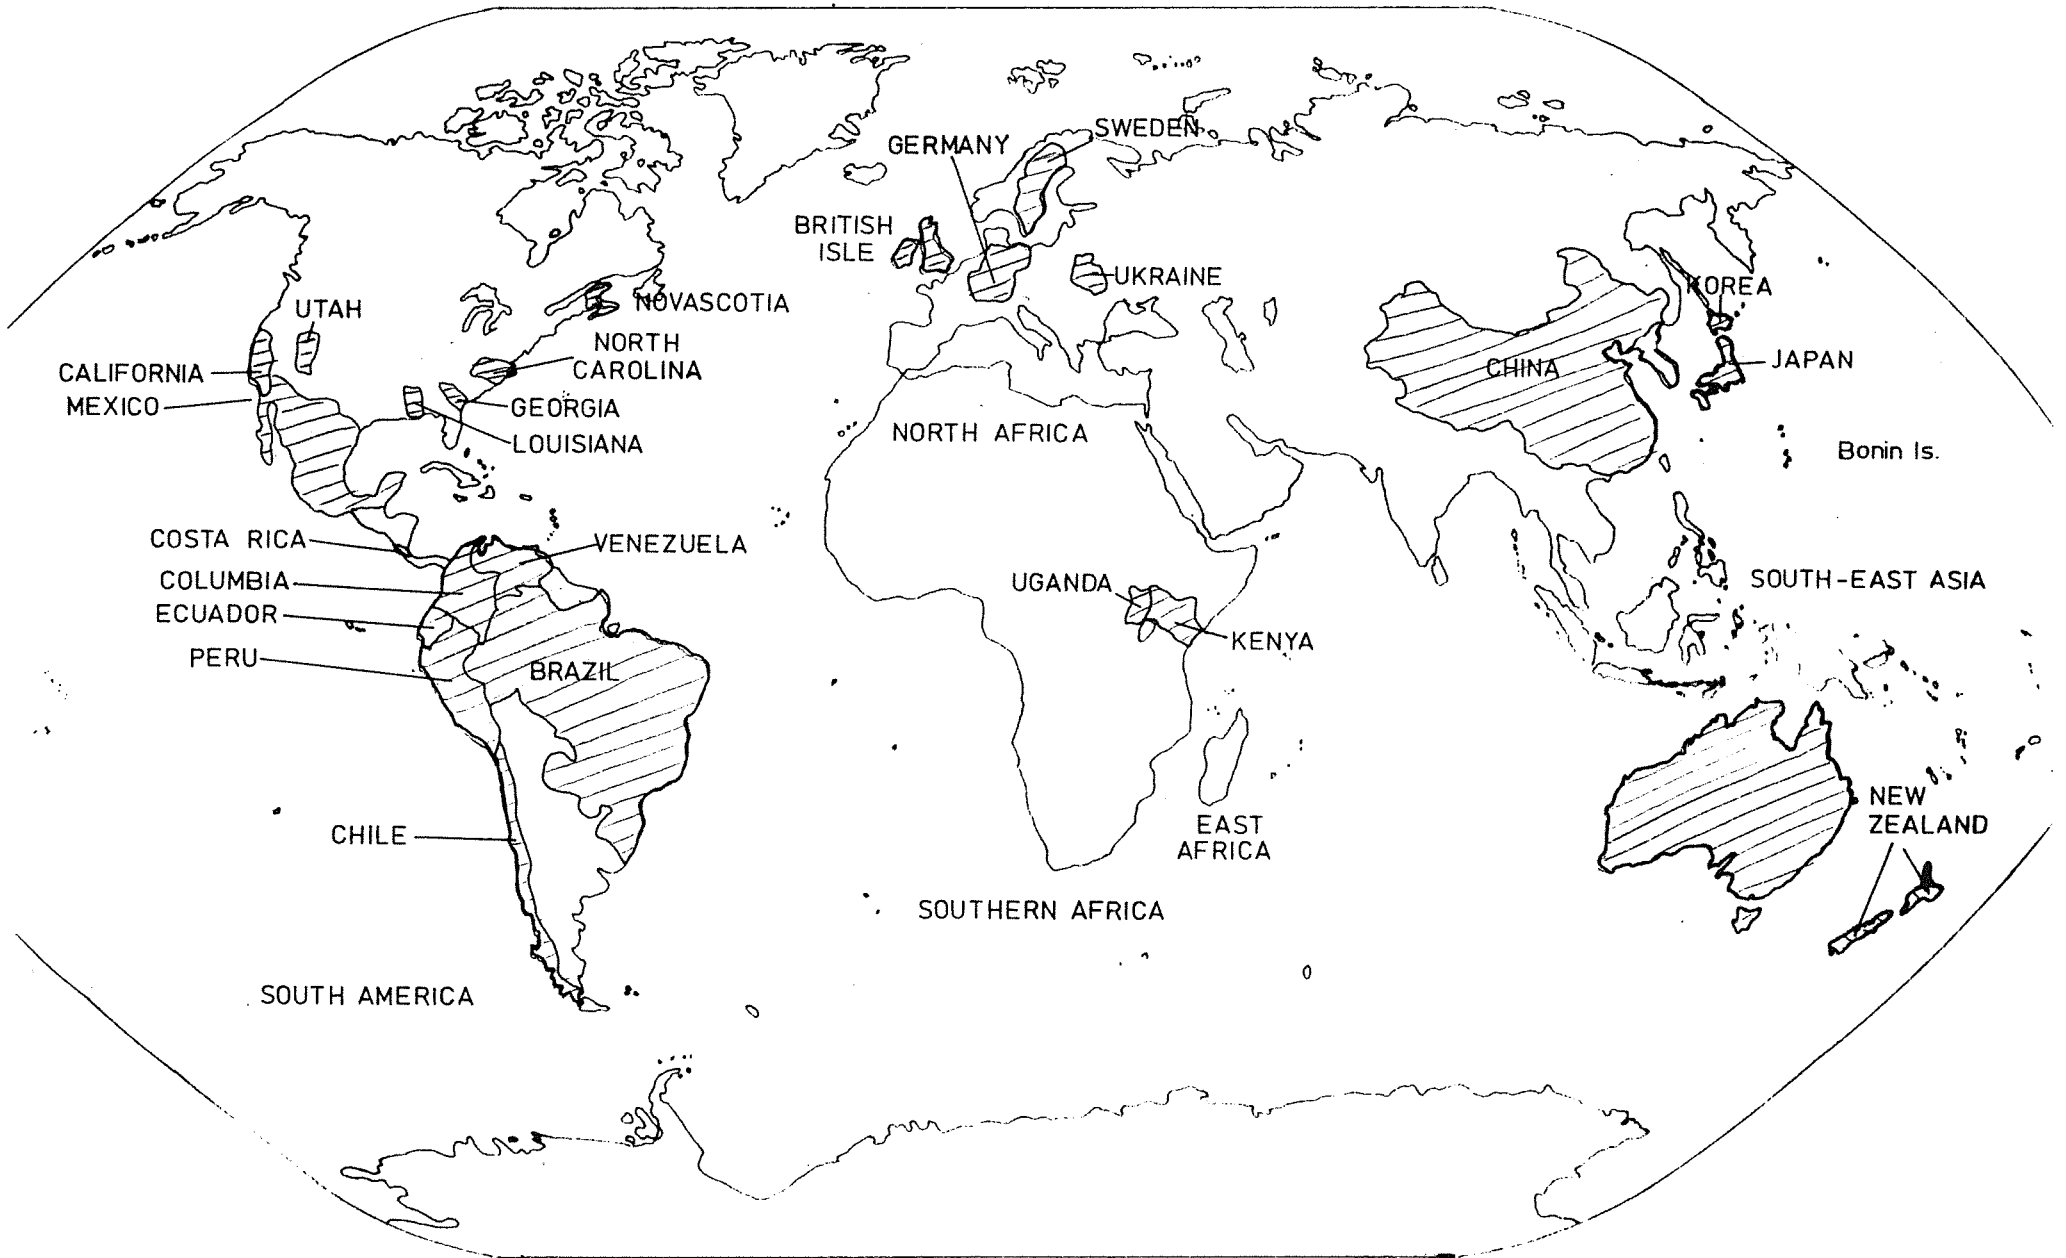 SWEDEN
GERMANY
BRITISH
ISLE
UKRAINE
KOREA
UTAH
NOVASCOTIA
NORTH
CAROLINA
CALIFORNIA
MEXICO
GEORGIA
LOUISIANA
CHINA
JAPAN
NORTH AFRICA
Bonin Is.
COSTA RICA
VENEZUELA
COLUMBIA
ECUADOR
PERU
BRAZIL
UGANDA
KENYA
SOUTH-EAST ASIA
CHILE
EAST
AFRICA
NEW
ZEALAND
SOUTHERN AFRICA
SOUTH AMERICA